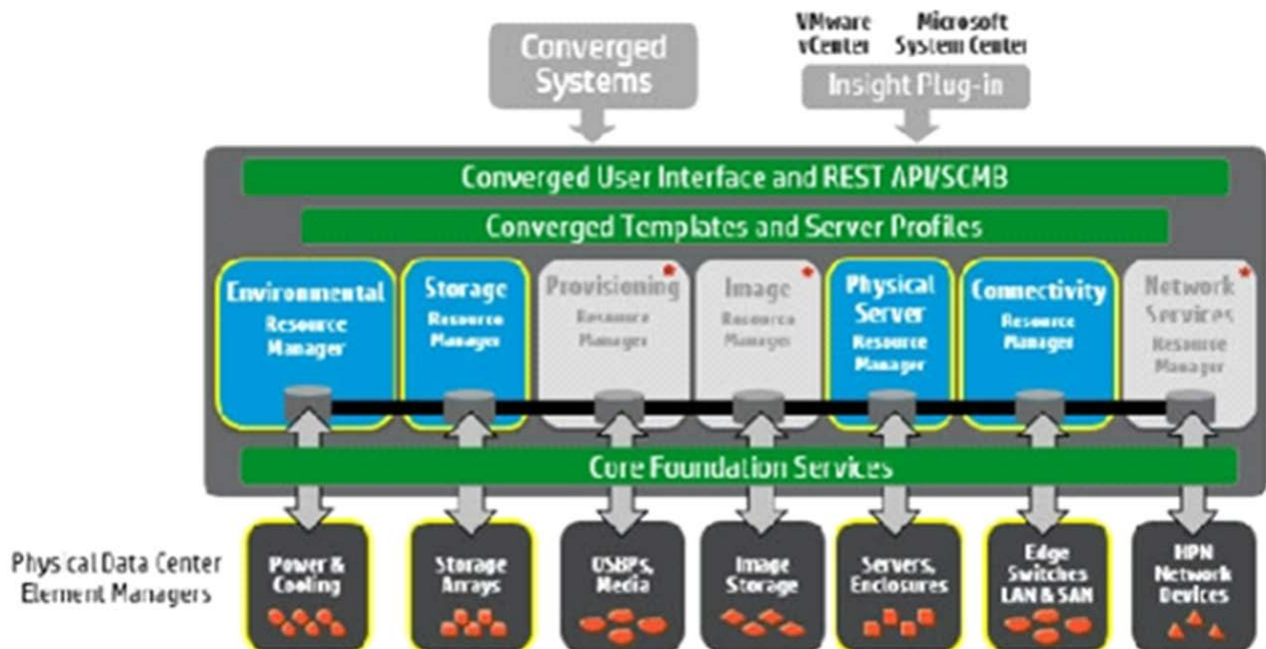 Converged
Systems
VMware
vCenter
Microsoft
System Center
Insight Plug-in
Converged User Interface and REST API/SCMB
Converged Templates and Server Profiles
Environmental
Resource
Manager
Storage
Resource
Manager
Provisioning
Resource
Manager
Image
Resource
Manager
Physical
Server
Resource
Manager
Connectivity
Resource
Manager
Network
Services
Resource
Manager
Core Foundation Services
Physical Data Center
Element Managers
Power &
Cooling
Storage
Arrays
OSBPs,
Media
Image
Storage
Servers,
Enclosures
Edge
Switches
LAN & SAN
HPN
Network
Devices